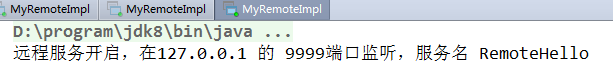 MyRemoteImpl MyRemoteImpl MyRemoteImpl
D:\program\jdk8\bin\java ...
远程服务开启，在127.0.0.1 的 9999端口监听，服务名 RemoteHello